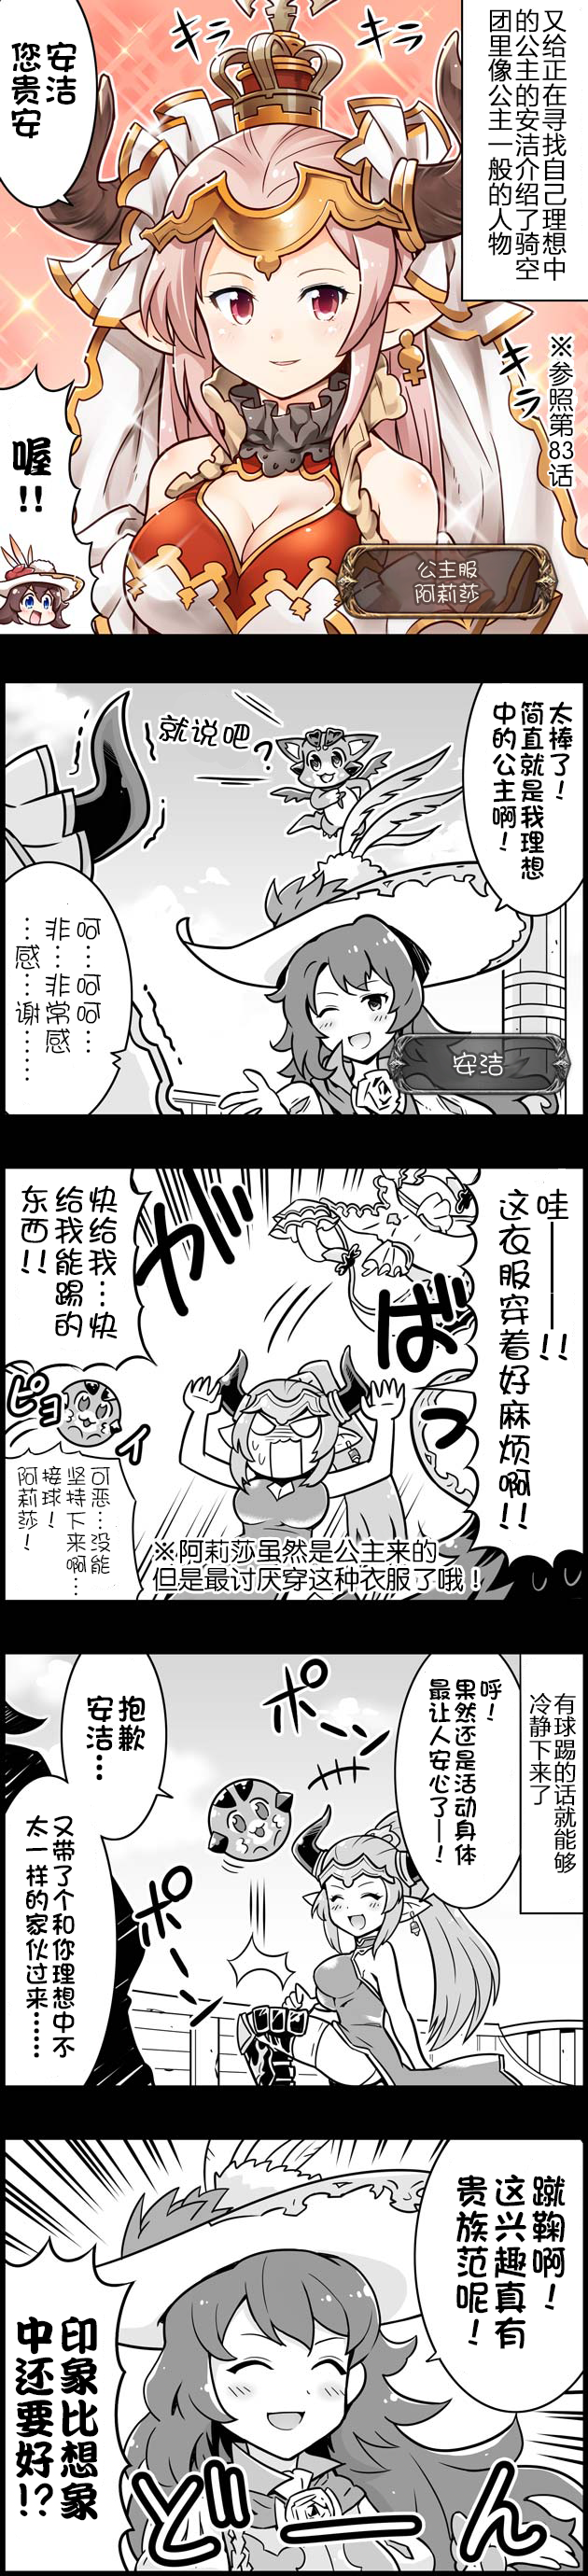 又给正在寻找自己理想中
的公主的安洁介绍了骑空
团里像公主一般的人物
※参照第83话
キラ
キラ
キラ
安洁
您贵安
喔!!
公主服
阿莉莎
太棒了！
简直就是我理想
中的公主啊！
就说吧？
安洁
呵…呵呵…
非…非常感
…感…谢………
哇———!!
这衣服穿着好麻烦啊!!
がばっ
快给我…快
给我能踢的
东西!!
ピョイ
可恶…没能
坚持下来啊…
接球！
阿莉莎！
※阿莉莎虽然是公主来的
但是最讨厌穿这种衣服了哦！
有球踢的话就能够
冷静下来了
呼！
果然还是活动身体
最让人安心了—！
ポーン
ポーン
抱歉
安洁…
又带了个和你理想中不
太一样的家伙过来……
蹴鞠啊！
这兴趣真有
贵族范呢！
印象比想象
中还要好!?
どーん